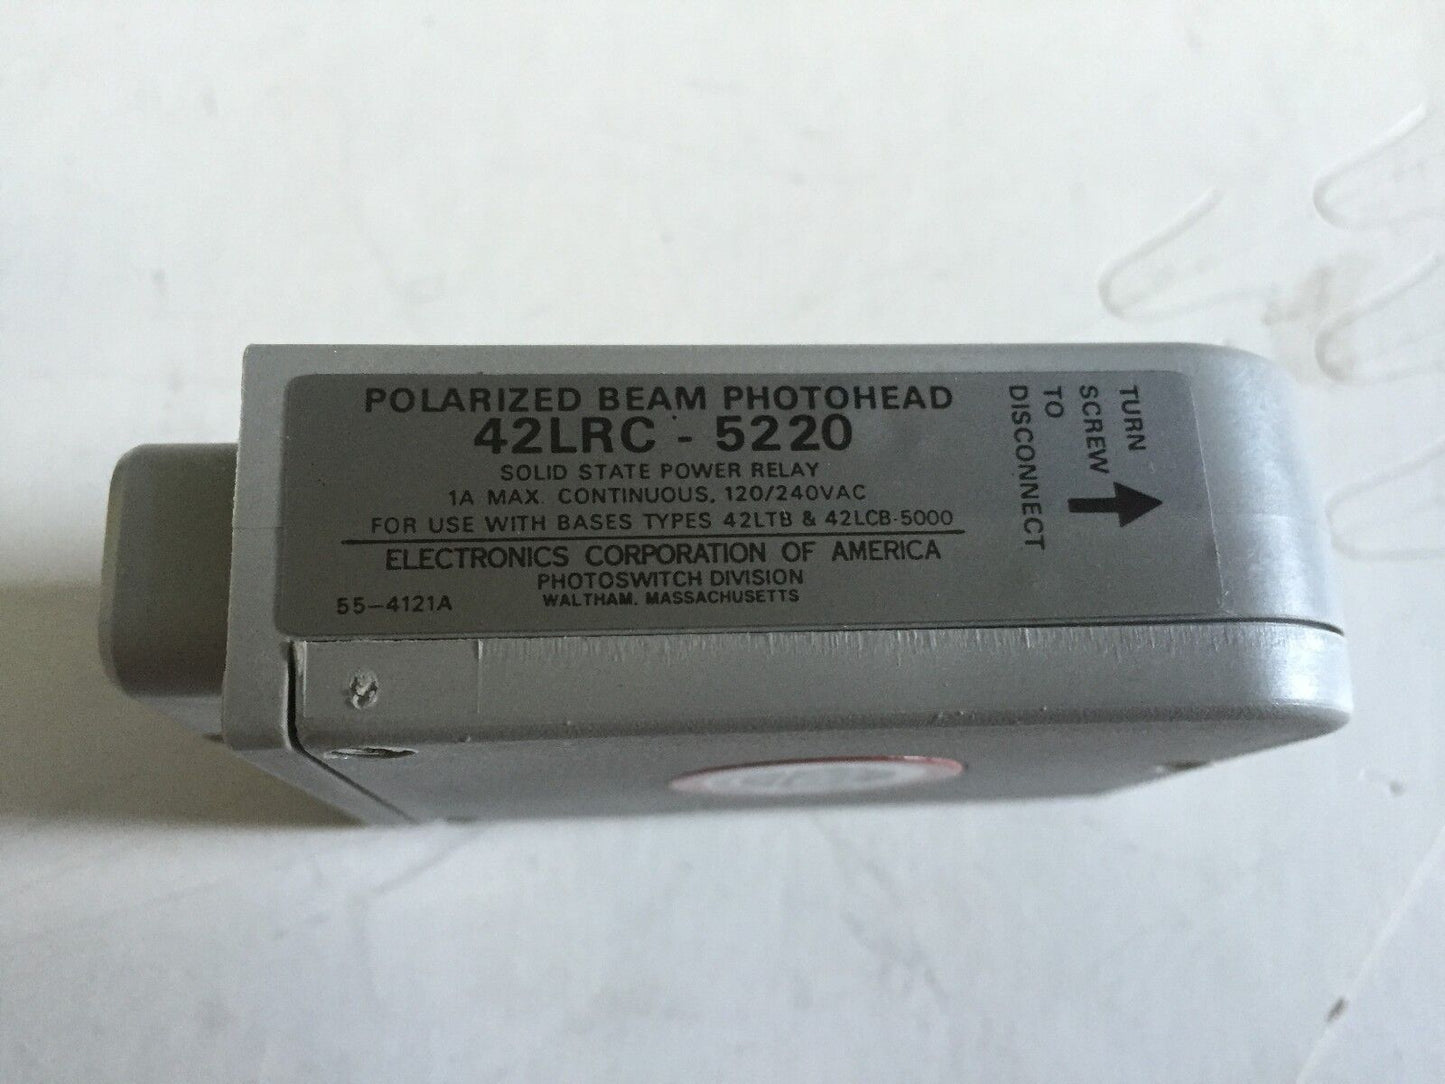 POLARIZED BEAM PHOTOHEAD
42LRC - 5220
SOLID STATE POWER RELAY
1A MAX. CONTINUOUS, 120/240VAC
FOR USE WITH BASES TYPES 42LTB & 42LCB-5000
ELECTRONICS CORPORATION OF AMERICA
PHOTOSWITCH DIVISION
WALTHAM, MASSACHUSETTS
55-4121A
TURN
SCREW
TO
DISCONNECT